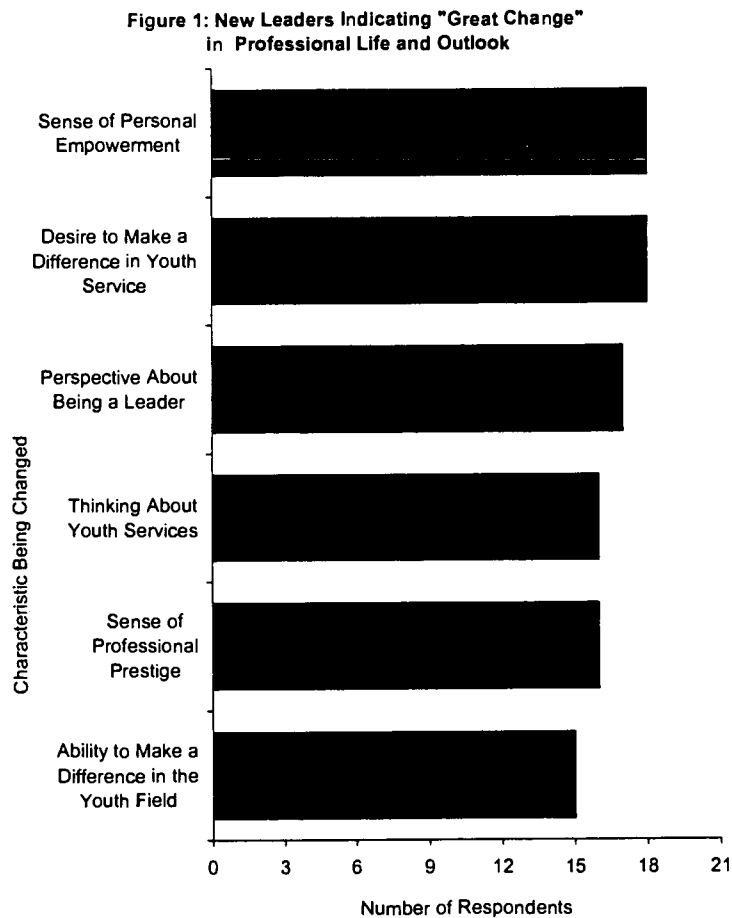 Figure 1: New Leaders Indicating "Great Change"
in Professional Life and Outlook
Sense of Personal
Empowerment
Desire to Make a
Difference in Youth
Service
Perspective About
Being a Leader
Thinking About
Youth Services
Sense of
Professional
Prestige
Ability to Make a
Difference in the
Youth Field
Characteristic Being Changed
0 3 6 9 12 15 18 21
Number of Respondents